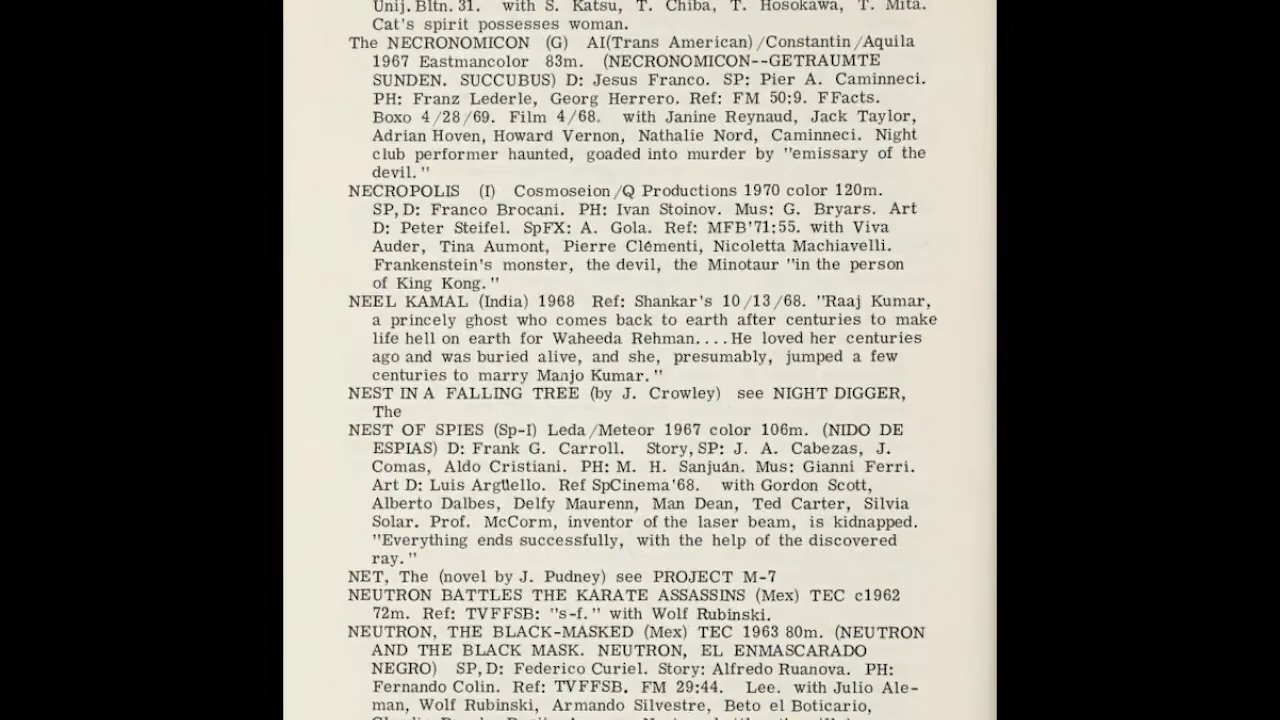 Unij. Bltn. 31. with S. Katsu, T. Chiba, T. Hosokawa, T. Mita.
Cat's spirit possesses woman.
The NECRONOMICON (G) AI(Trans American)/Constantin/Aquila
1967 Eastmancolor 83m. (NECRONOMICON--GETRAUMTE
SUNDEN. SUCCUBUS) D: Jesus Franco. SP: Pier A. Caminneci.
PH: Franz Lederle, Georg Herrero. Ref: FM 50:9. FFacts.
Boxo 4/28/69. Film 4/68. with Janine Reynaud, Jack Taylor,
Adrian Hoven, Howard Vernon, Nathalie Nord, Caminneci. Night
club performer haunted, goaded into murder by "emissary of the
devil."
NECROPOLIS (I) Cosmoseion/Q Productions 1970 color 120m.
SP, D: Franco Brocani. PH: Ivan Stoinov. Mus: G. Bryars. Art
D: Peter Steifel. SpFX: A. Gola. Ref: MFB'71:55. with Viva
Auder, Tina Aumont, Pierre Clémenti, Nicoletta Machiavelli.
Frankenstein's monster, the devil, the Minotaur "in the person
of King Kong."
NEEL KAMAL (India) 1968 Ref: Shankar's 10/13/68. "Raaj Kumar,
a princely ghost who comes back to earth after centuries to make
life hell on earth for Waheeda Rehman....He loved her centuries
ago and was buried alive, and she, presumably, jumped a few
centuries to marry Manjo Kumar."
NEST IN A FALLING TREE (by J. Crowley) see NIGHT DIGGER,
The
NEST OF SPIES (Sp-I) Leda/Meteor 1967 color 106m. (NIDO DE
ESPIAS) D: Frank G. Carroll. Story, SP: J. A. Cabezas, J.
Comas, Aldo Cristiani. PH: M. H. Sanjuán. Mus: Gianni Ferri.
Art D: Luis Argüello. Ref SpCinema'68. with Gordon Scott,
Alberto Dalbes, Delfy Maurenn, Man Dean, Ted Carter, Silvia
Solar. Prof. McCorm, inventor of the laser beam, is kidnapped.
"Everything ends successfully, with the help of the discovered
ray."
NET, The (novel by J. Pudney) see PROJECT M-7
NEUTRON BATTLES THE KARATE ASSASSINS (Mex) TEC c1962
72m. Ref: TVFFSB: "s-f." with Wolf Rubinski.
NEUTRON, THE BLACK-MASKED (Mex) TEC 1963 80m. (NEUTRON
AND THE BLACK MASK. NEUTRON, EL ENMASCARADO
NEGRO) SP, D: Federico Curiel. Story: Alfredo Ruanova. PH:
Fernando Colin. Ref: TVFFSB. FM 29:44. Lee. with Julio Ale-
man, Wolf Rubinski, Armando Silvestre, Beto el Boticario,